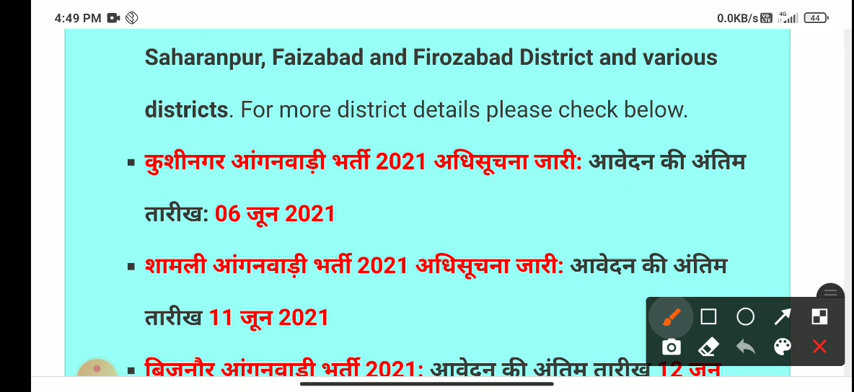 4:49 PM
0.0KB/s 4G 44
Saharanpur, Faizabad and Firozabad District and various
districts. For more district details please check below.
▪ कुशीनगर आंगनवाड़ी भर्ती 2021 अधिसूचना जारी: आवेदन की अंतिम
तारीख: 06 जून 2021
▪ शामली आंगनवाड़ी भर्ती 2021 अधिसूचना जारी: आवेदन की अंतिम
तारीख 11 जून 2021
▪ बिजनौर आंगनवाड़ी भर्ती 2021: आवेदन की अंतिम तारीख 12 जून